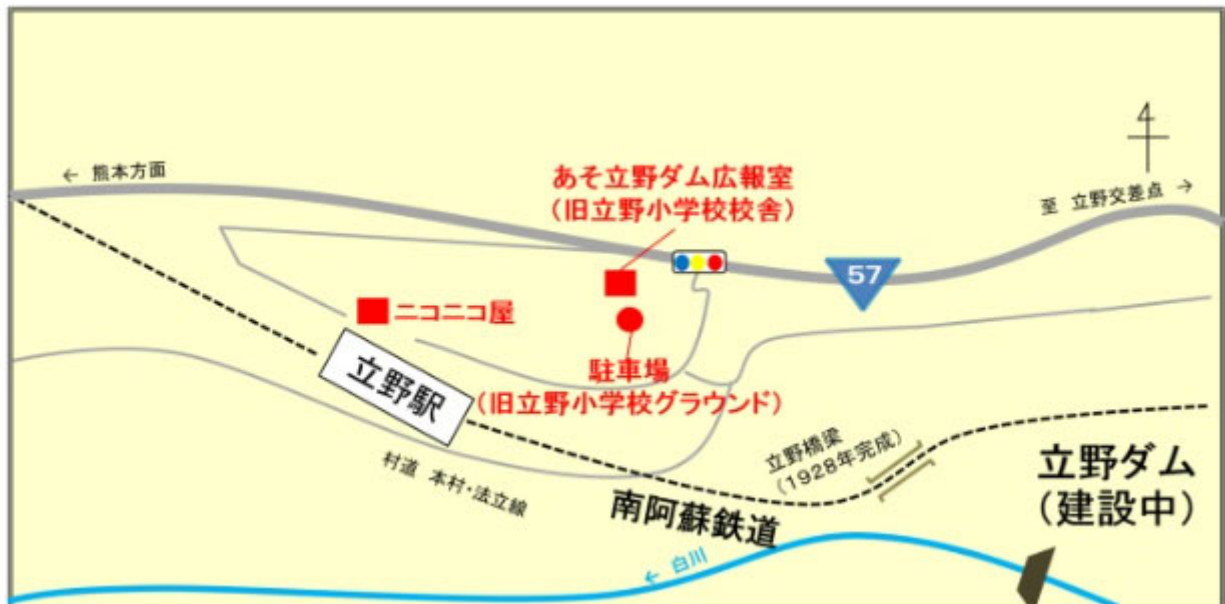 ← 熊本方面
あそ立野ダム広報室
(旧立野小学校校舎)
至 立野交差点 →
57
ニコニコ屋
立野駅
駐車場
(旧立野小学校グラウンド)
村道 本村・法立線
立野橋梁
(1928年完成)
南阿蘇鉄道
立野ダム
(建設中)
← 白川